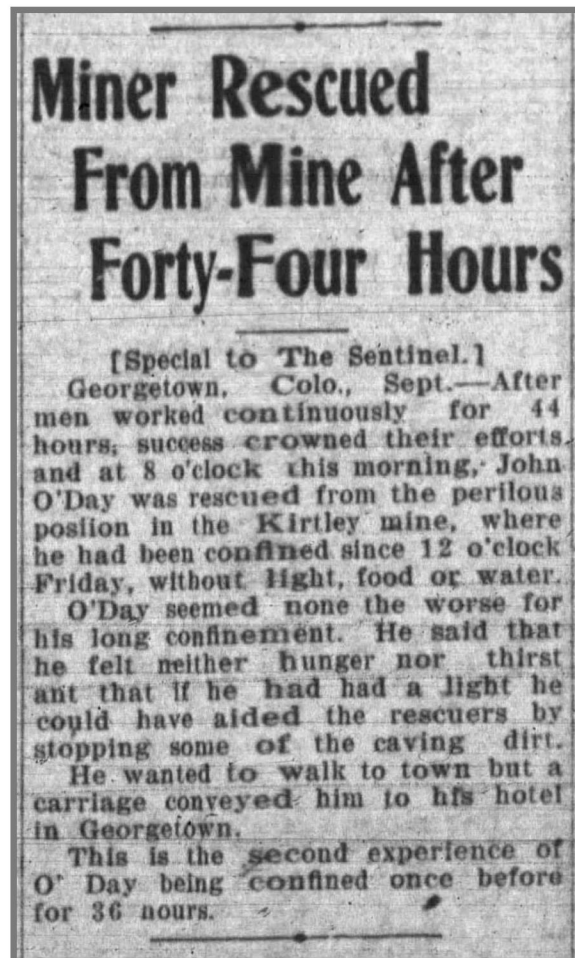 Miner Rescued
From Mine After
Forty-Four Hours
[Special to The Sentinel.]
Georgetown, Colo., Sept.—After
men worked continuously for 44
hours, success crowned their efforts
and at 8 o'clock this morning, John
O'Day was rescued from the perilous
postion in the Kirtley mine, where
he had been confined since 12 o'clock
Friday, without light, food or water.
O'Day seemed none the worse for
his long confinement. He said that
he felt neither hunger nor thirst
ant that if he had had a light he
could have aided the rescuers by
stopping some of the caving dirt.
He wanted to walk to town but a
carriage conveyed him to his hotel
in Georgetown.
This is the second experience of
O' Day being confined once before
for 36 hours.